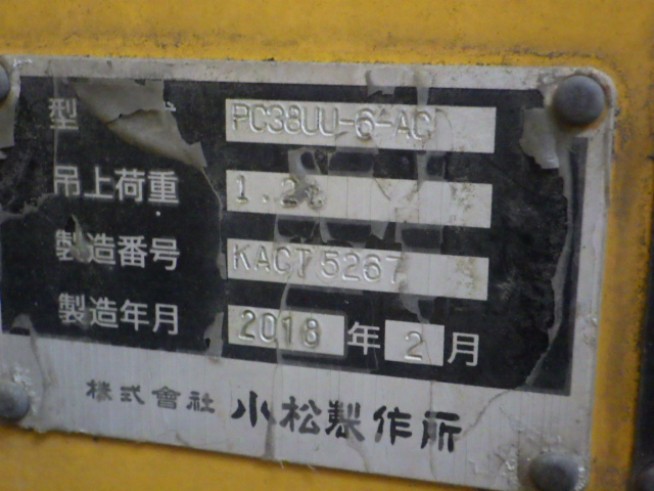 型 PC38UU-6-AC
吊上荷重 1.2t
製造番号 KACT5267
製造年月 2018 年 2 月
株式會社 小松製作所